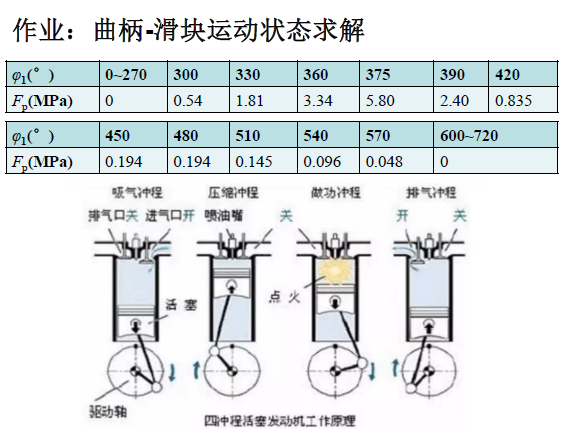 作业：曲柄-滑块运动状态求解
φ1(°) 0~270 300 330 360 375 390 420
Fp(MPa) 0 0.54 1.81 3.34 5.80 2.40 0.835
φ1(°) 450 480 510 540 570 600~720
Fp(MPa) 0.194 0.194 0.145 0.096 0.048 0
吸气冲程 压缩冲程 做功冲程 排气冲程
排气口关 进气口开 喷油嘴 关 开 关
活塞 点火
驱动轴
四冲程活塞发动机工作原理